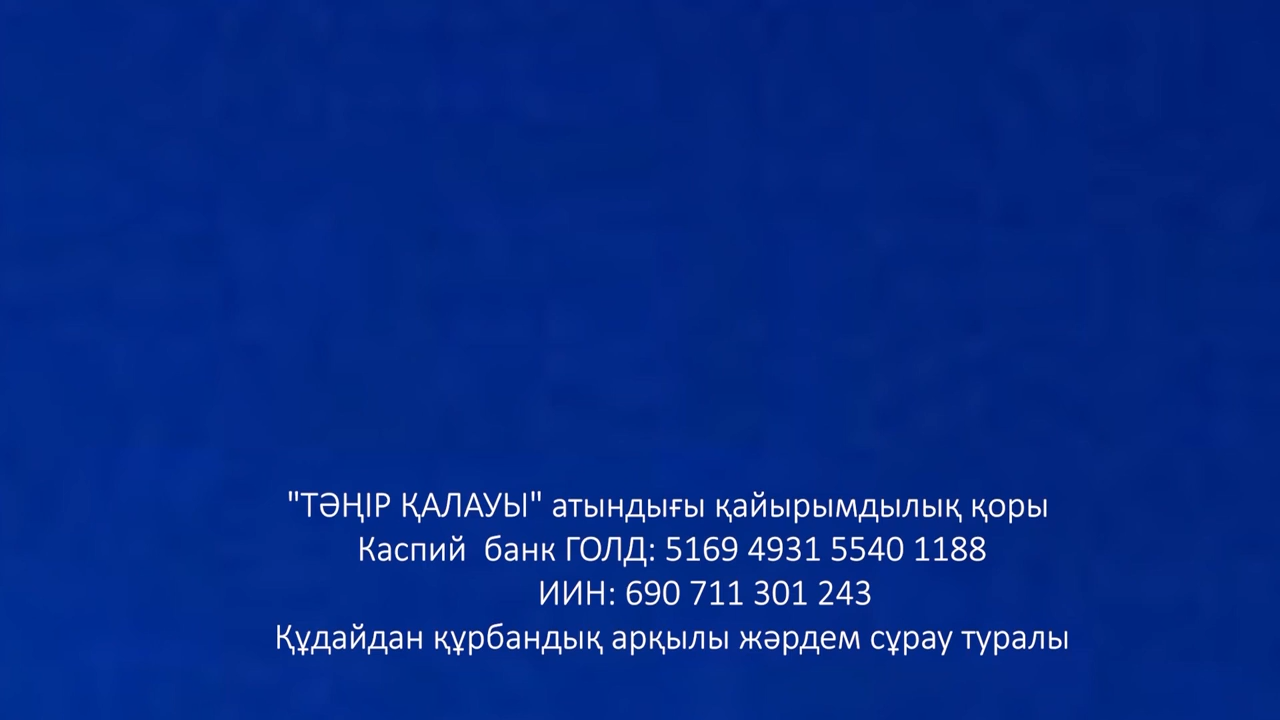 "ТӘҢІР ҚАЛАУЫ" атындығы қайырымдылық қоры
Каспий банк ГОЛД: 5169 4931 5540 1188
ИИН: 690 711 301 243
Құдайдан құрбандық арқылы жәрдем сұрау туралы